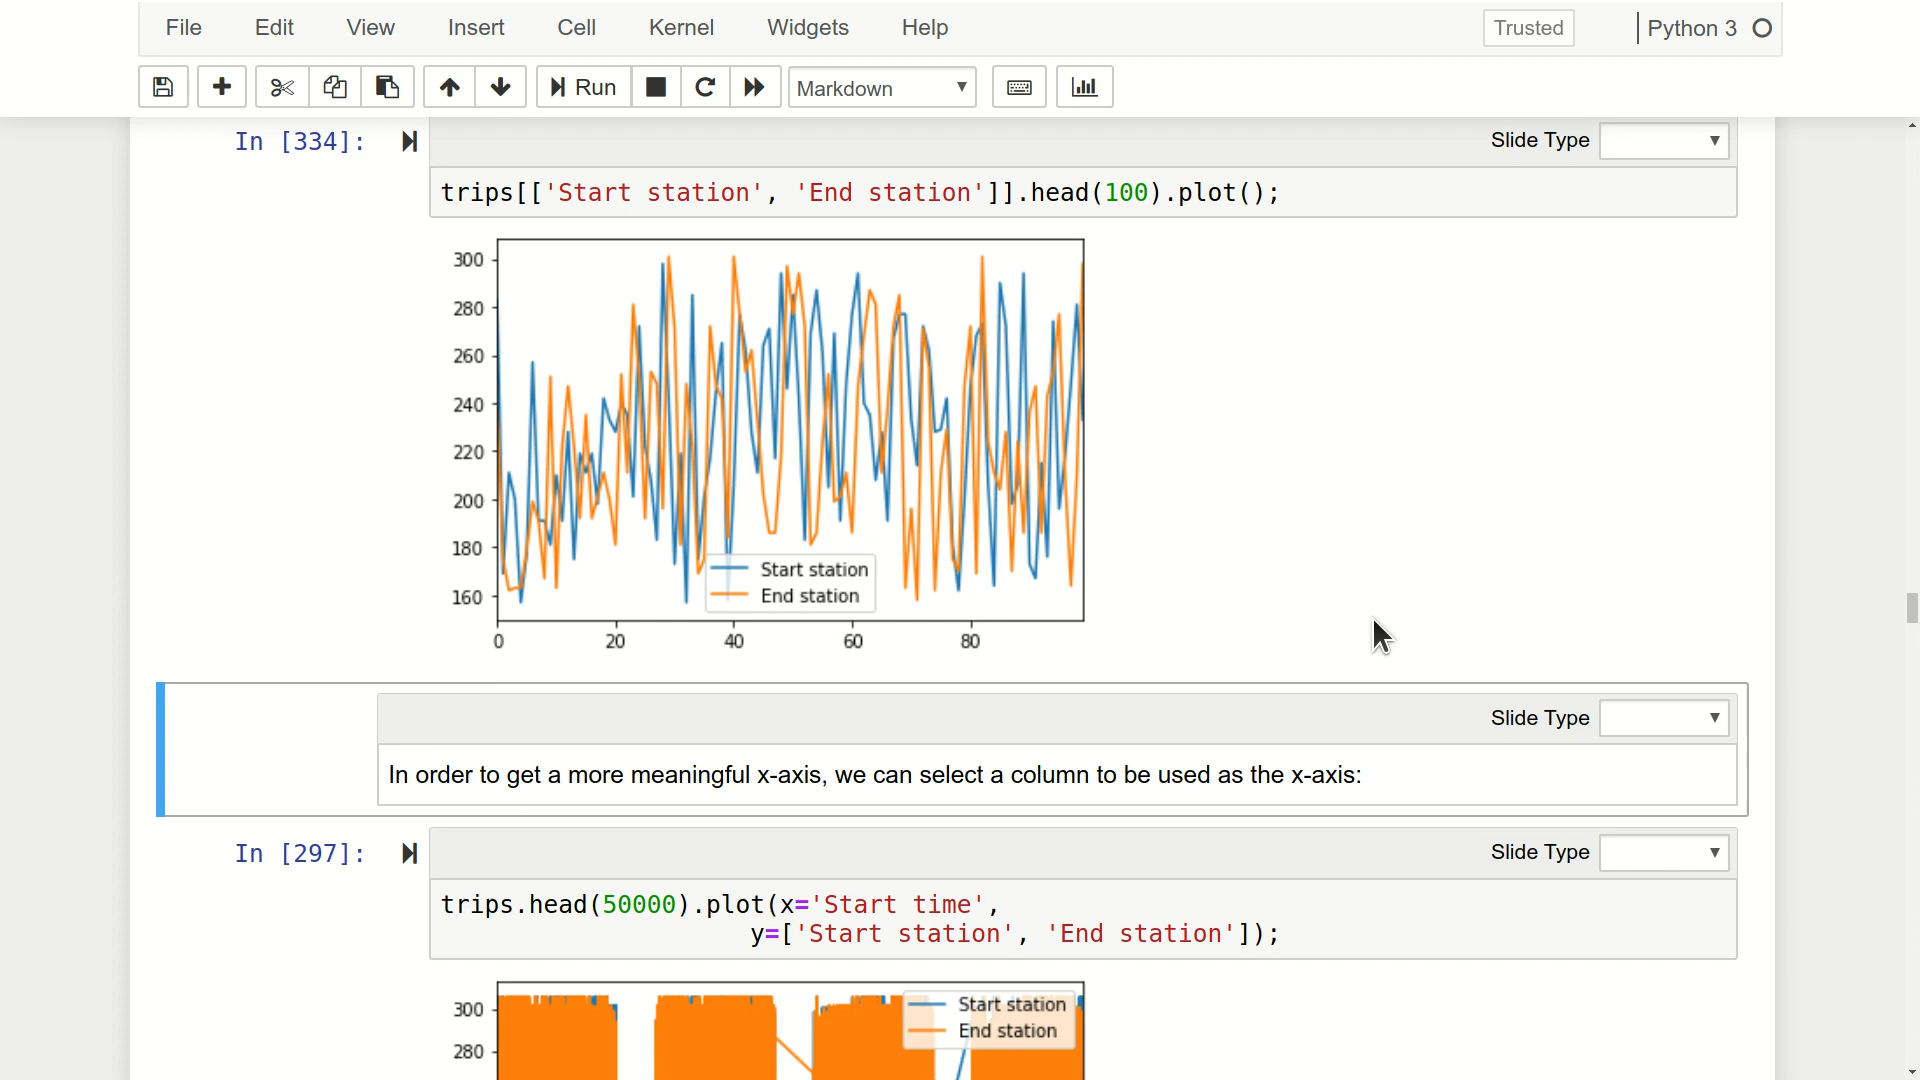 File Edit View Insert Cell Kernel Widgets Help Trusted Python 3
Run Markdown
In [334]: Slide Type
trips[['Start station', 'End station']].head(100).plot();
300
280
260
240
220
200
180
160
Start station
End station
0 20 40 60 80
Slide Type
In order to get a more meaningful x-axis, we can select a column to be used as the x-axis:
In [297]: Slide Type
trips.head(50000).plot(x='Start time',
y=['Start station', 'End station']);
300
280
Start station
End station